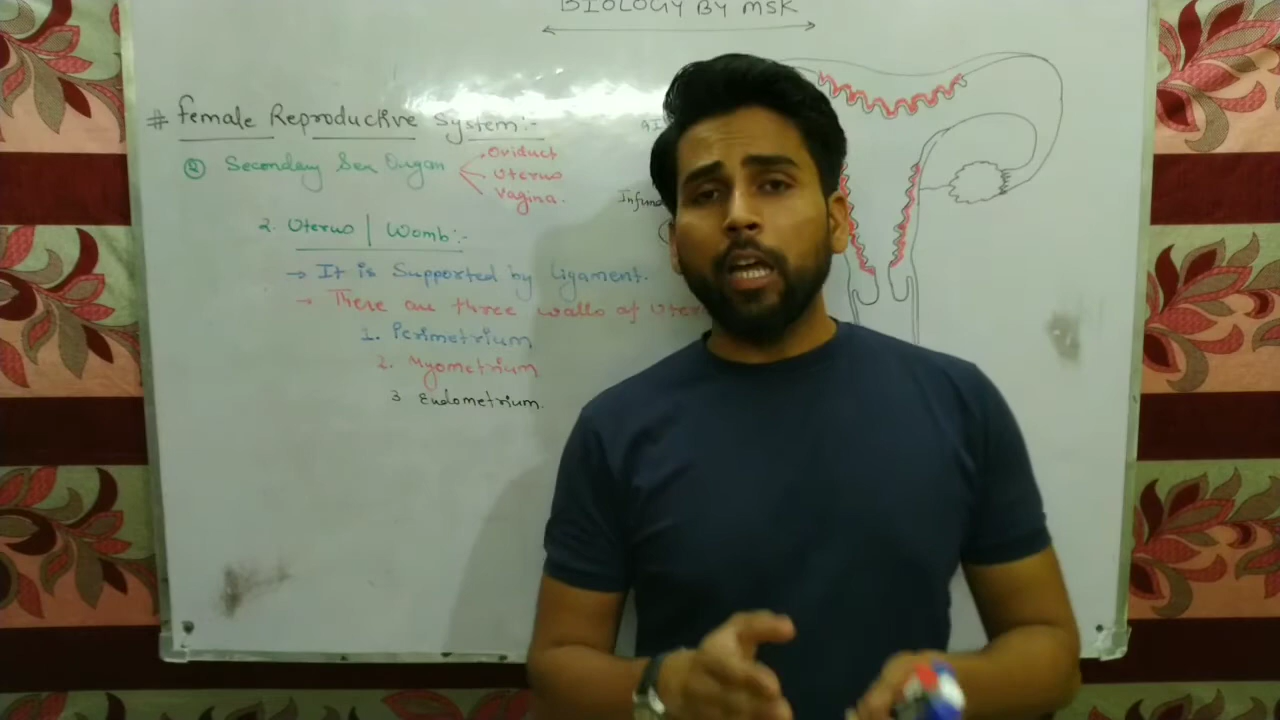 BIOLOGY BY MSK
# Female Reproductive System:-
② Secondary Sex Organ
Oviduct
Uterus
Vagina.
2. Uterus | Womb:-
→ It is Supported by ligament.
→ There are three walls of
1. Perimetrium
2. Myometrium
3 Endometrium.